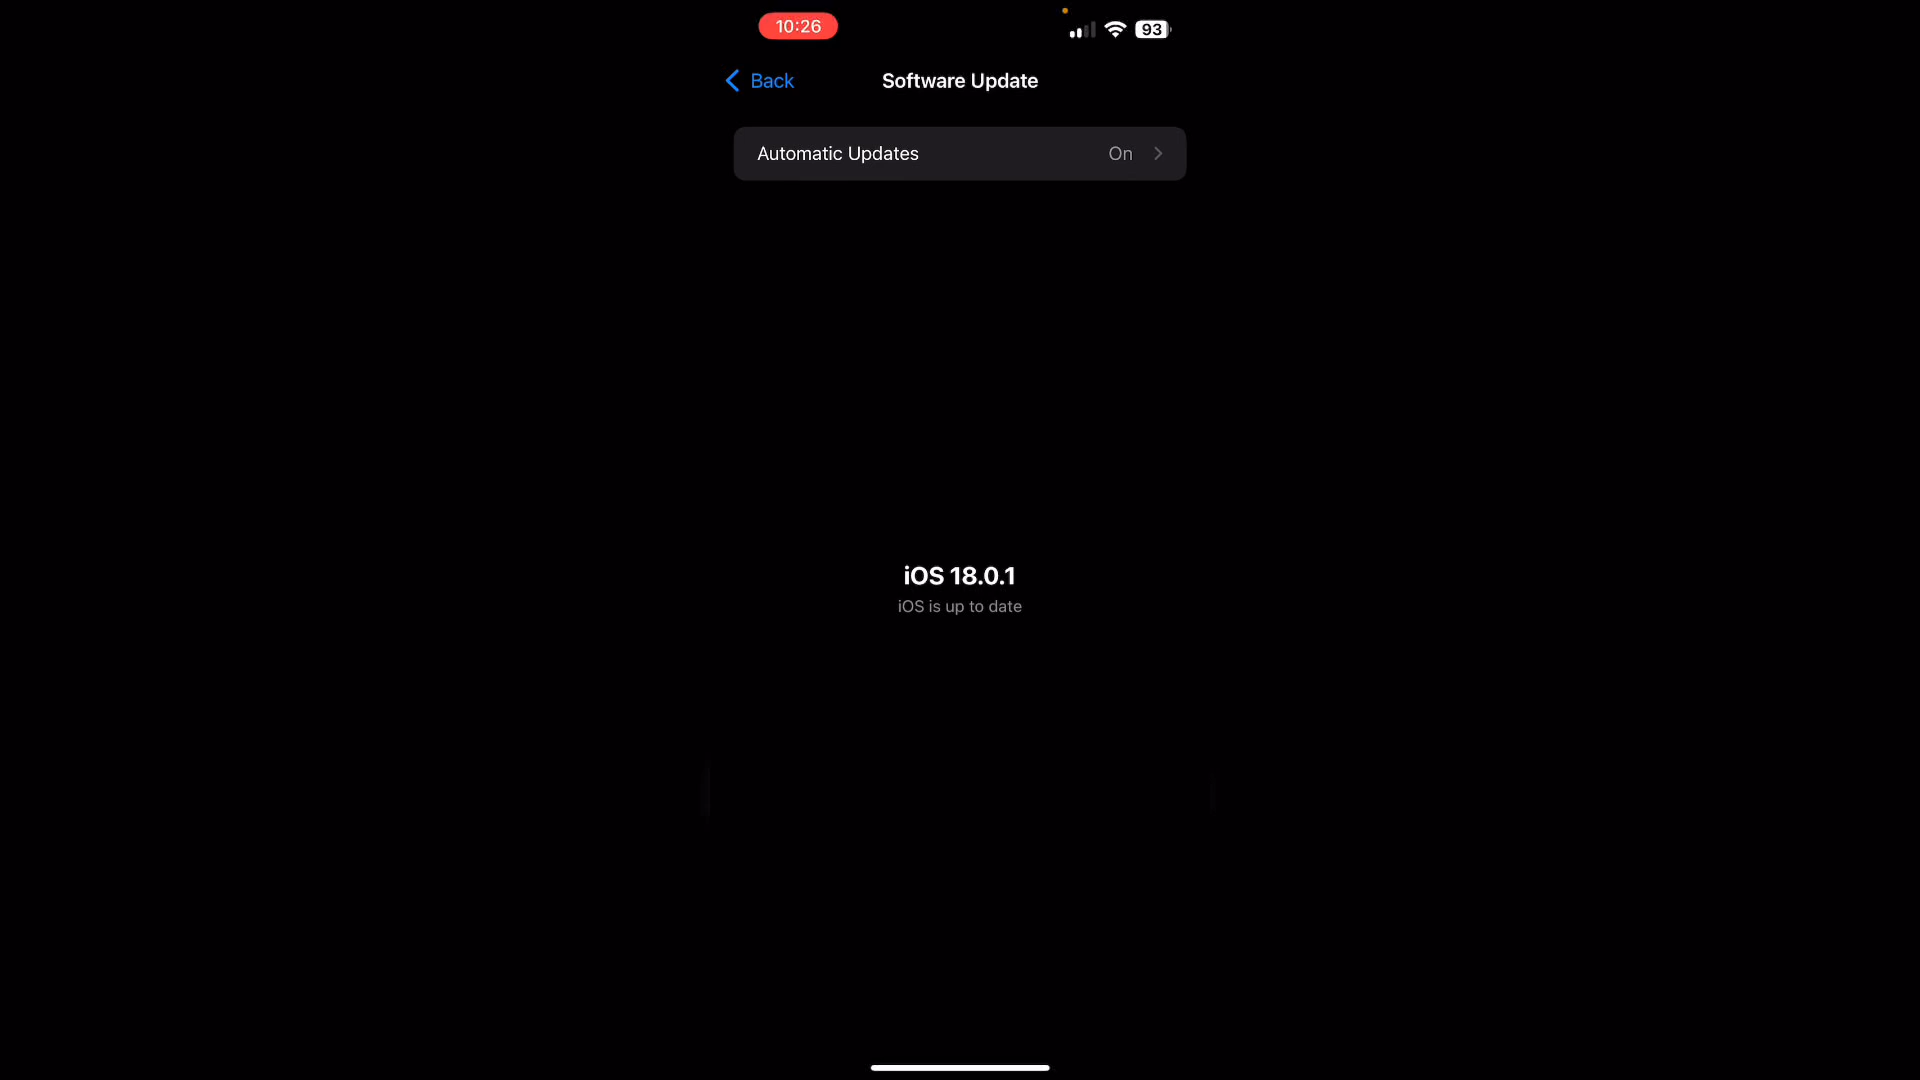 10:26
93
Back
Software Update
Automatic Updates On
iOS 18.0.1
iOS is up to date